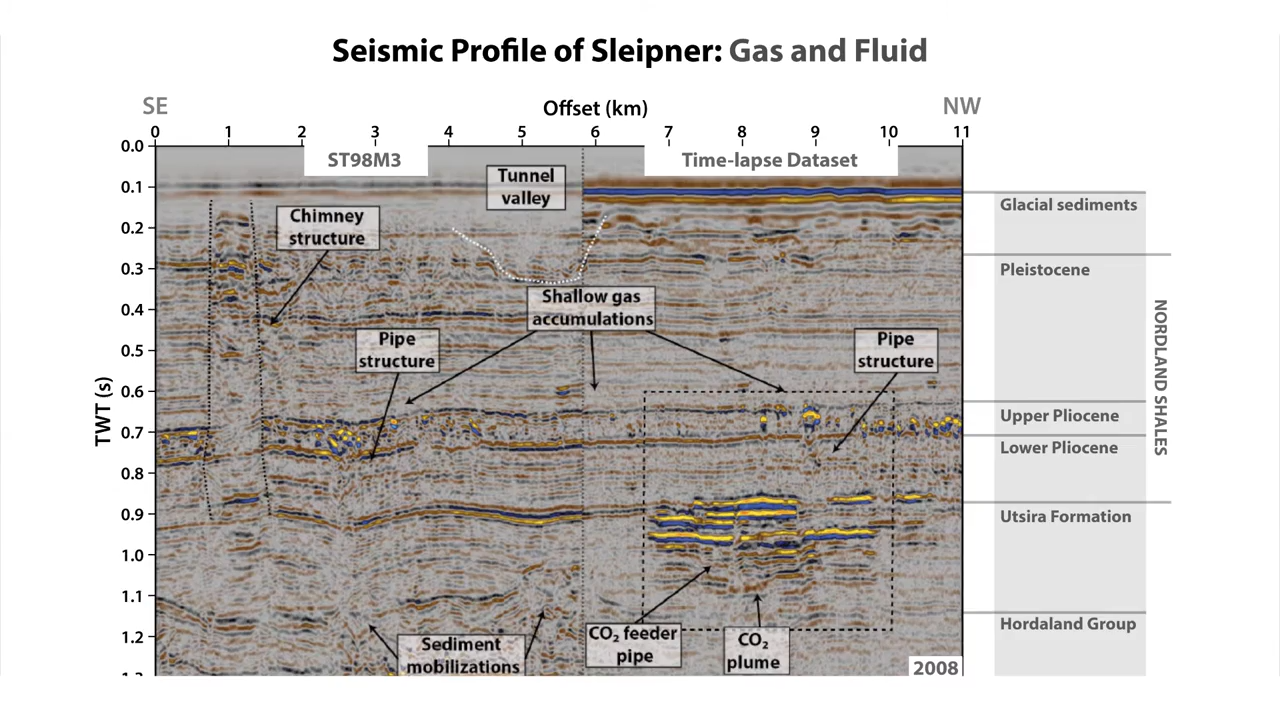 Seismic Profile of Sleipner: Gas and Fluid
SE
Offset (km)
NW
0 1 2 3 4 5 6 7 8 9 10 11
ST98M3
Time-lapse Dataset
TWT (s)
0.0
0.1
0.2
0.3
0.4
0.5
0.6
0.7
0.8
0.9
1.0
1.1
1.2
Tunnel
valley
Chimney
structure
Shallow gas
accumulations
Pipe
structure
Pipe
structure
CO₂ feeder
pipe
CO₂
plume
Sediment
mobilizations
2008
Glacial sediments
Pleistocene
Upper Pliocene
Lower Pliocene
Utsira Formation
Hordaland Group
NORDLAND SHALES